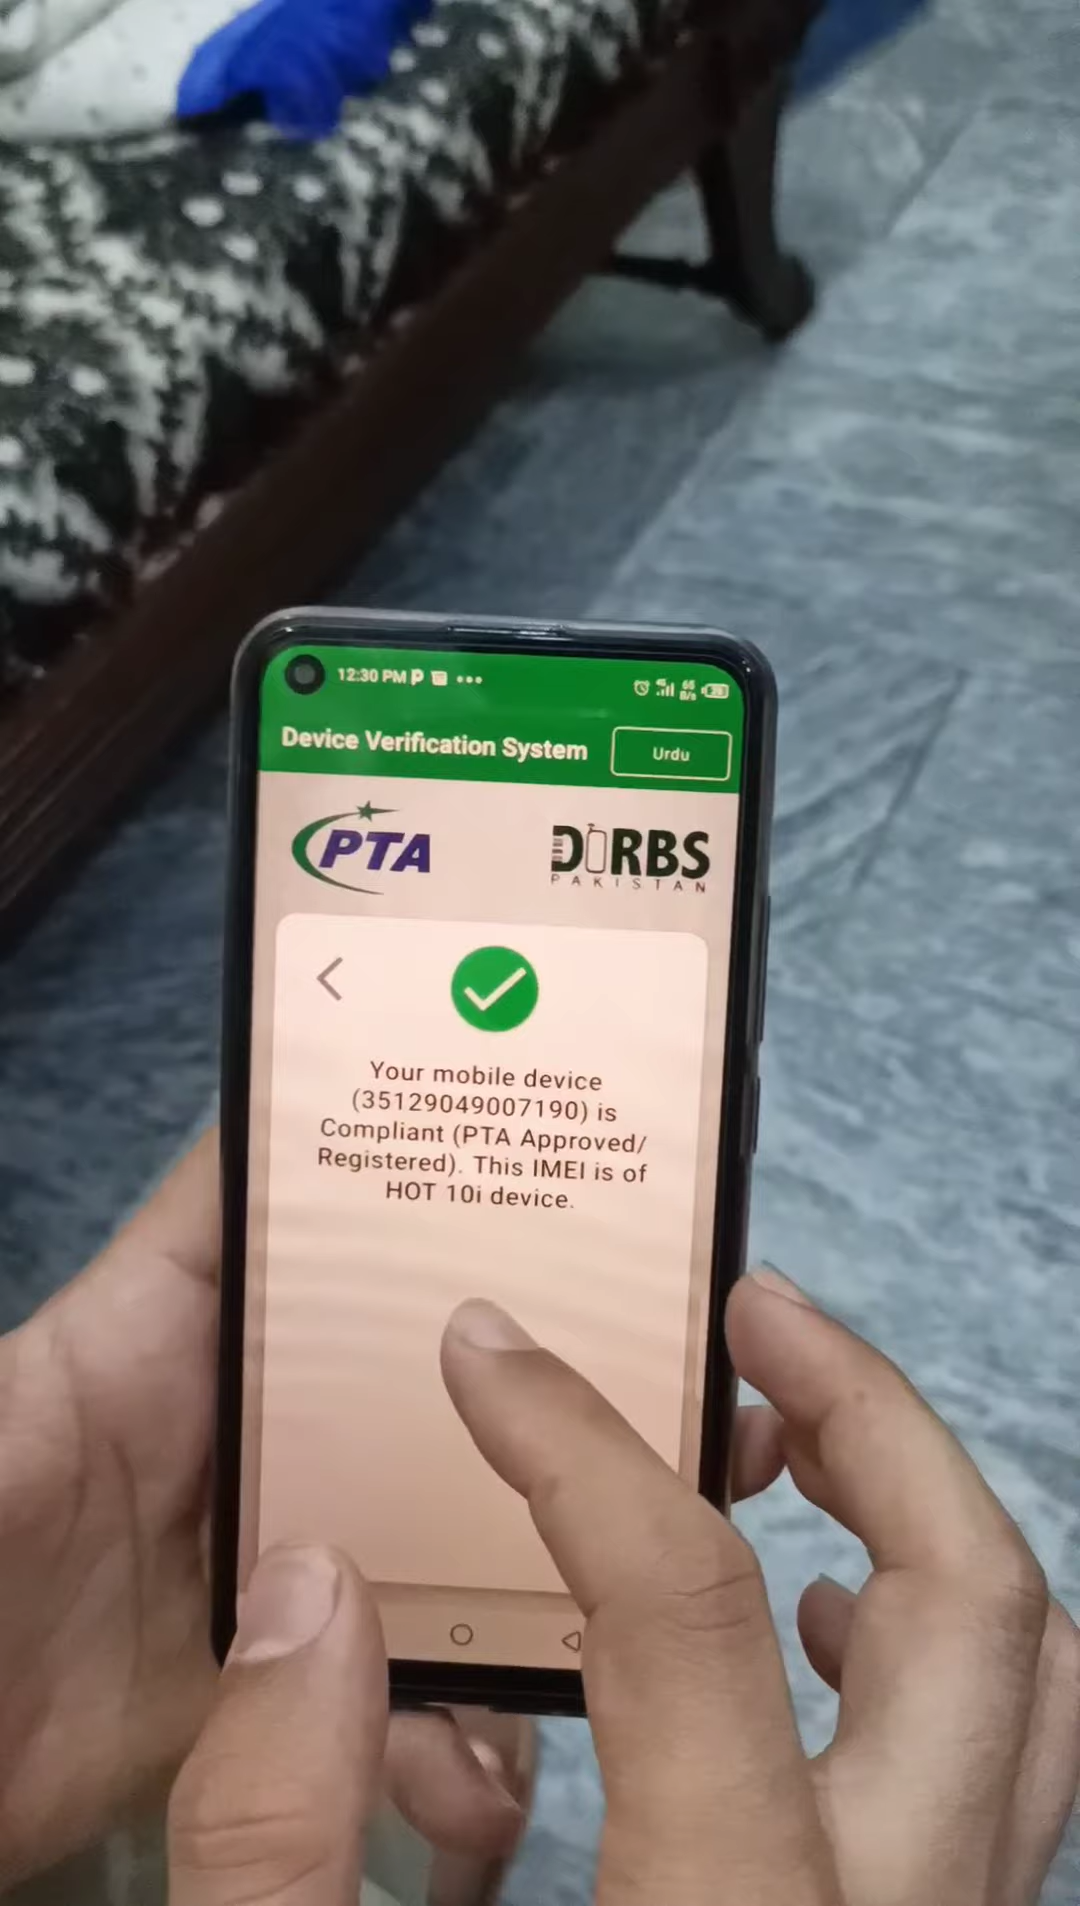 12:30 PM P
Device Verification System
Urdu
PTA
DIRBS
PAKISTAN
Your mobile device
(35129049007190) is
Compliant (PTA Approved/
Registered). This IMEI is of
HOT 10i device.